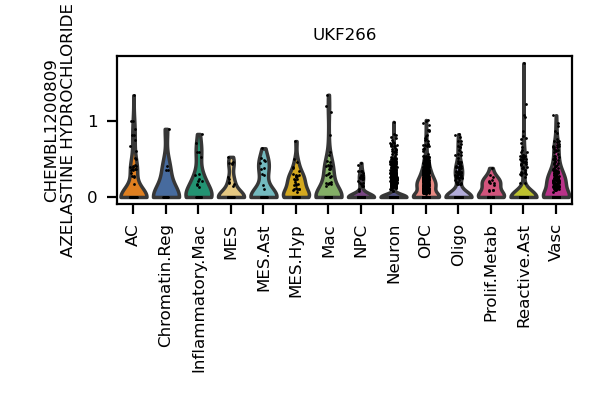 UKF266
CHEMBL1200809
AZELASTINE HYDROCHLORIDE
1
0
AC
Chromatin.Reg
Inflammatory.Mac
MES
MES.Ast
MES.Hyp
Mac
NPC
Neuron
OPC
Oligo
Prolif.Metab
Reactive.Ast
Vasc